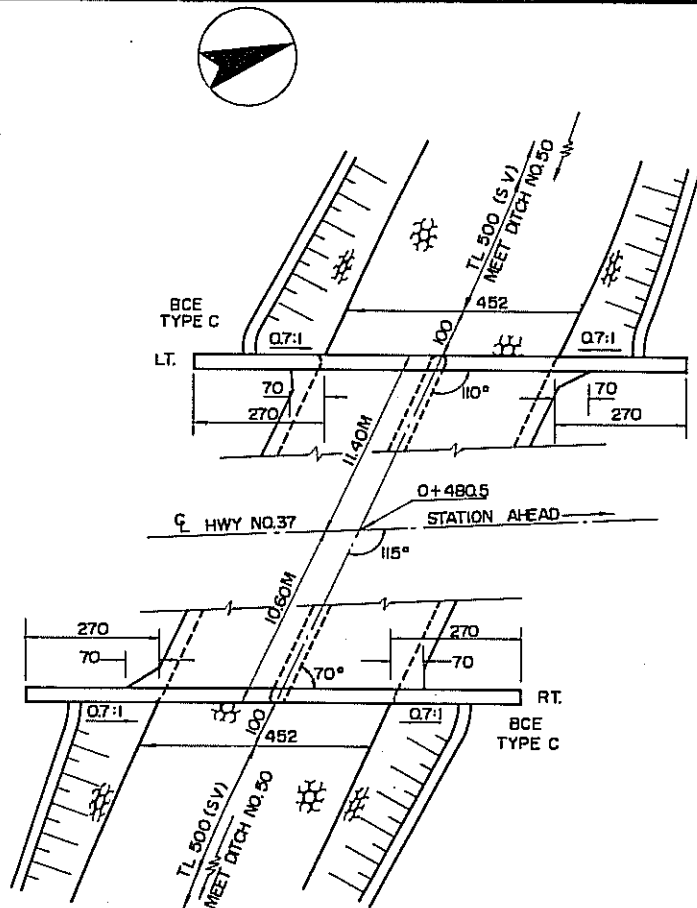 TL 500 (SV)
MEET DITCH NO.50
452
BCE
TYPE C
0.7:1
100
0.7:1
LT.
70
110°
70
270
270
11.40M
0+480.5
℄ HWY NO.37
STATION AHEAD
115°
10.60M
270
270
70
70
70°
RT.
0.7:1
100
0.7:1
BCE
TYPE C
452
TL 500 (SV)
MEET DITCH NO.50